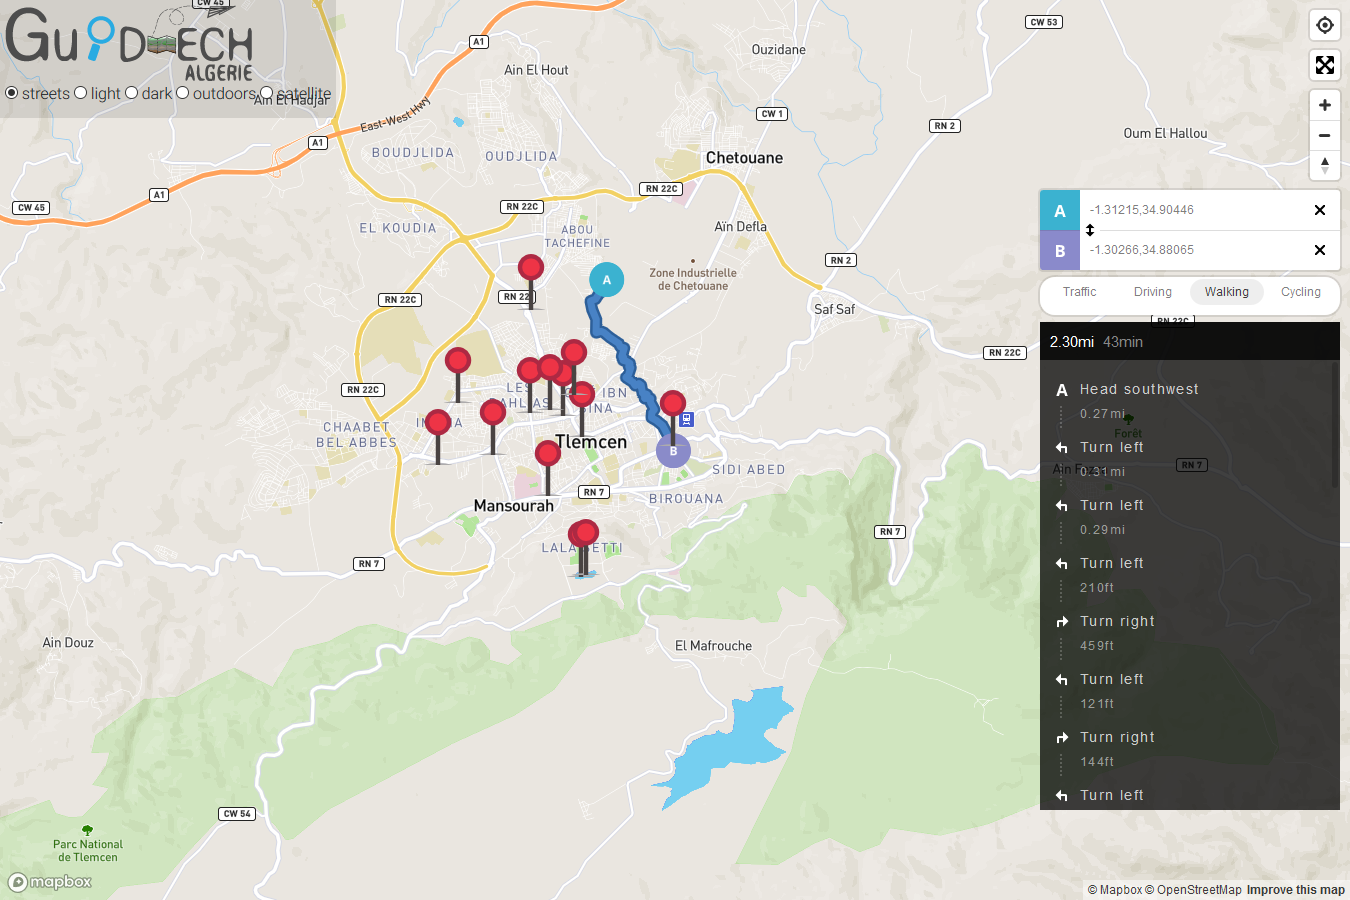 GUID-ECH
ALGERIE
streets light dark outdoors satellite
CW 45
A1
CW 53
Ouzidane
Ain El Hout
Ain El Hadjar
East-West Hwy
CW 1
RN 2
Oum El Hallou
A1
BOUDJLIDA
OUDJLIDA
Chetouane
A1
RN 22C
CW 45
RN 22C
EL KOUDIA
ABOU
TACHEFINE
Aïn Defla
RN 2
Zone Industrielle
de Chetouane
A
RN 22C
RN 22
Saf Saf
RN 22C
RN 22C
RN 22C
CHAABET
BEL ABBES
Tlemcen
B
SIDI ABED
RN 7
BIROUANA
Mansourah
RN 7
RN 7
RN 7
El Mafrouche
Ain Douz
CW 54
Parc National
de Tlemcen
mapbox
A -1.31215,34.90446
B -1.30266,34.88065
Traffic Driving Walking Cycling
2.30mi 43min
A Head southwest
0.27mi
Forêt
Turn left
0.31mi
Turn left
0.29mi
Turn left
210ft
Turn right
459ft
Turn left
121ft
Turn right
144ft
Turn left
© Mapbox © OpenStreetMap Improve this map